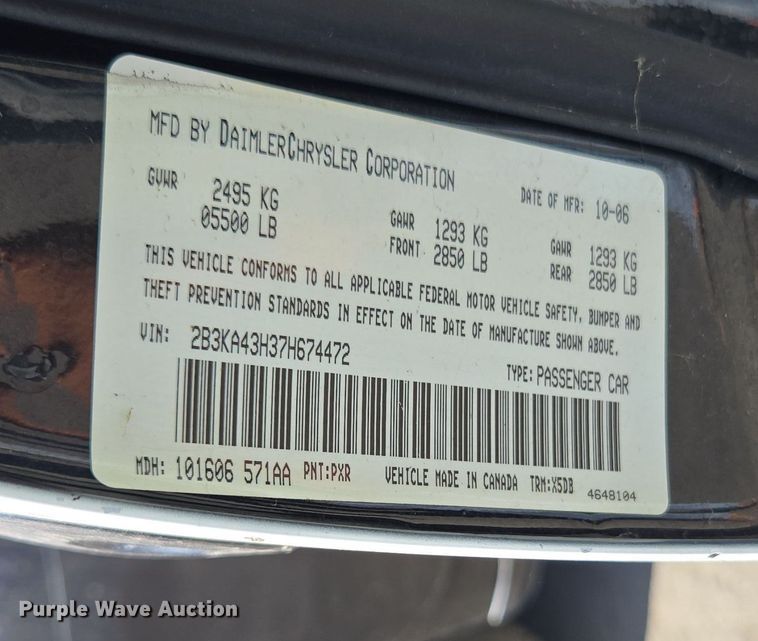 MFD BY DAIMLERCHRYSLER CORPORATION
DATE OF MFR: 10-06
GVWR 2495 KG
05500 LB
GAWR 1293 KG
FRONT 2850 LB
GAWR 1293 KG
REAR 2850 LB
THIS VEHICLE CONFORMS TO ALL APPLICABLE FEDERAL MOTOR VEHICLE SAFETY, BUMPER AND
THEFT PREVENTION STANDARDS IN EFFECT ON THE DATE OF MANUFACTURE SHOWN ABOVE.
VIN: 2B3KA43H37H674472
TYPE: PASSENGER CAR
MDH: 101606 571AA PNT:PXR VEHICLE MADE IN CANADA TRM:X5DB
4648104
Purple Wave Auction